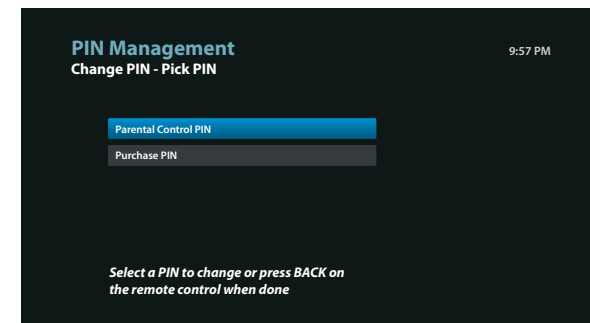 PIN Management
9:57 PM
Change PIN - Pick PIN
Parental Control PIN
Purchase PIN
Select a PIN to change or press BACK on
the remote control when done